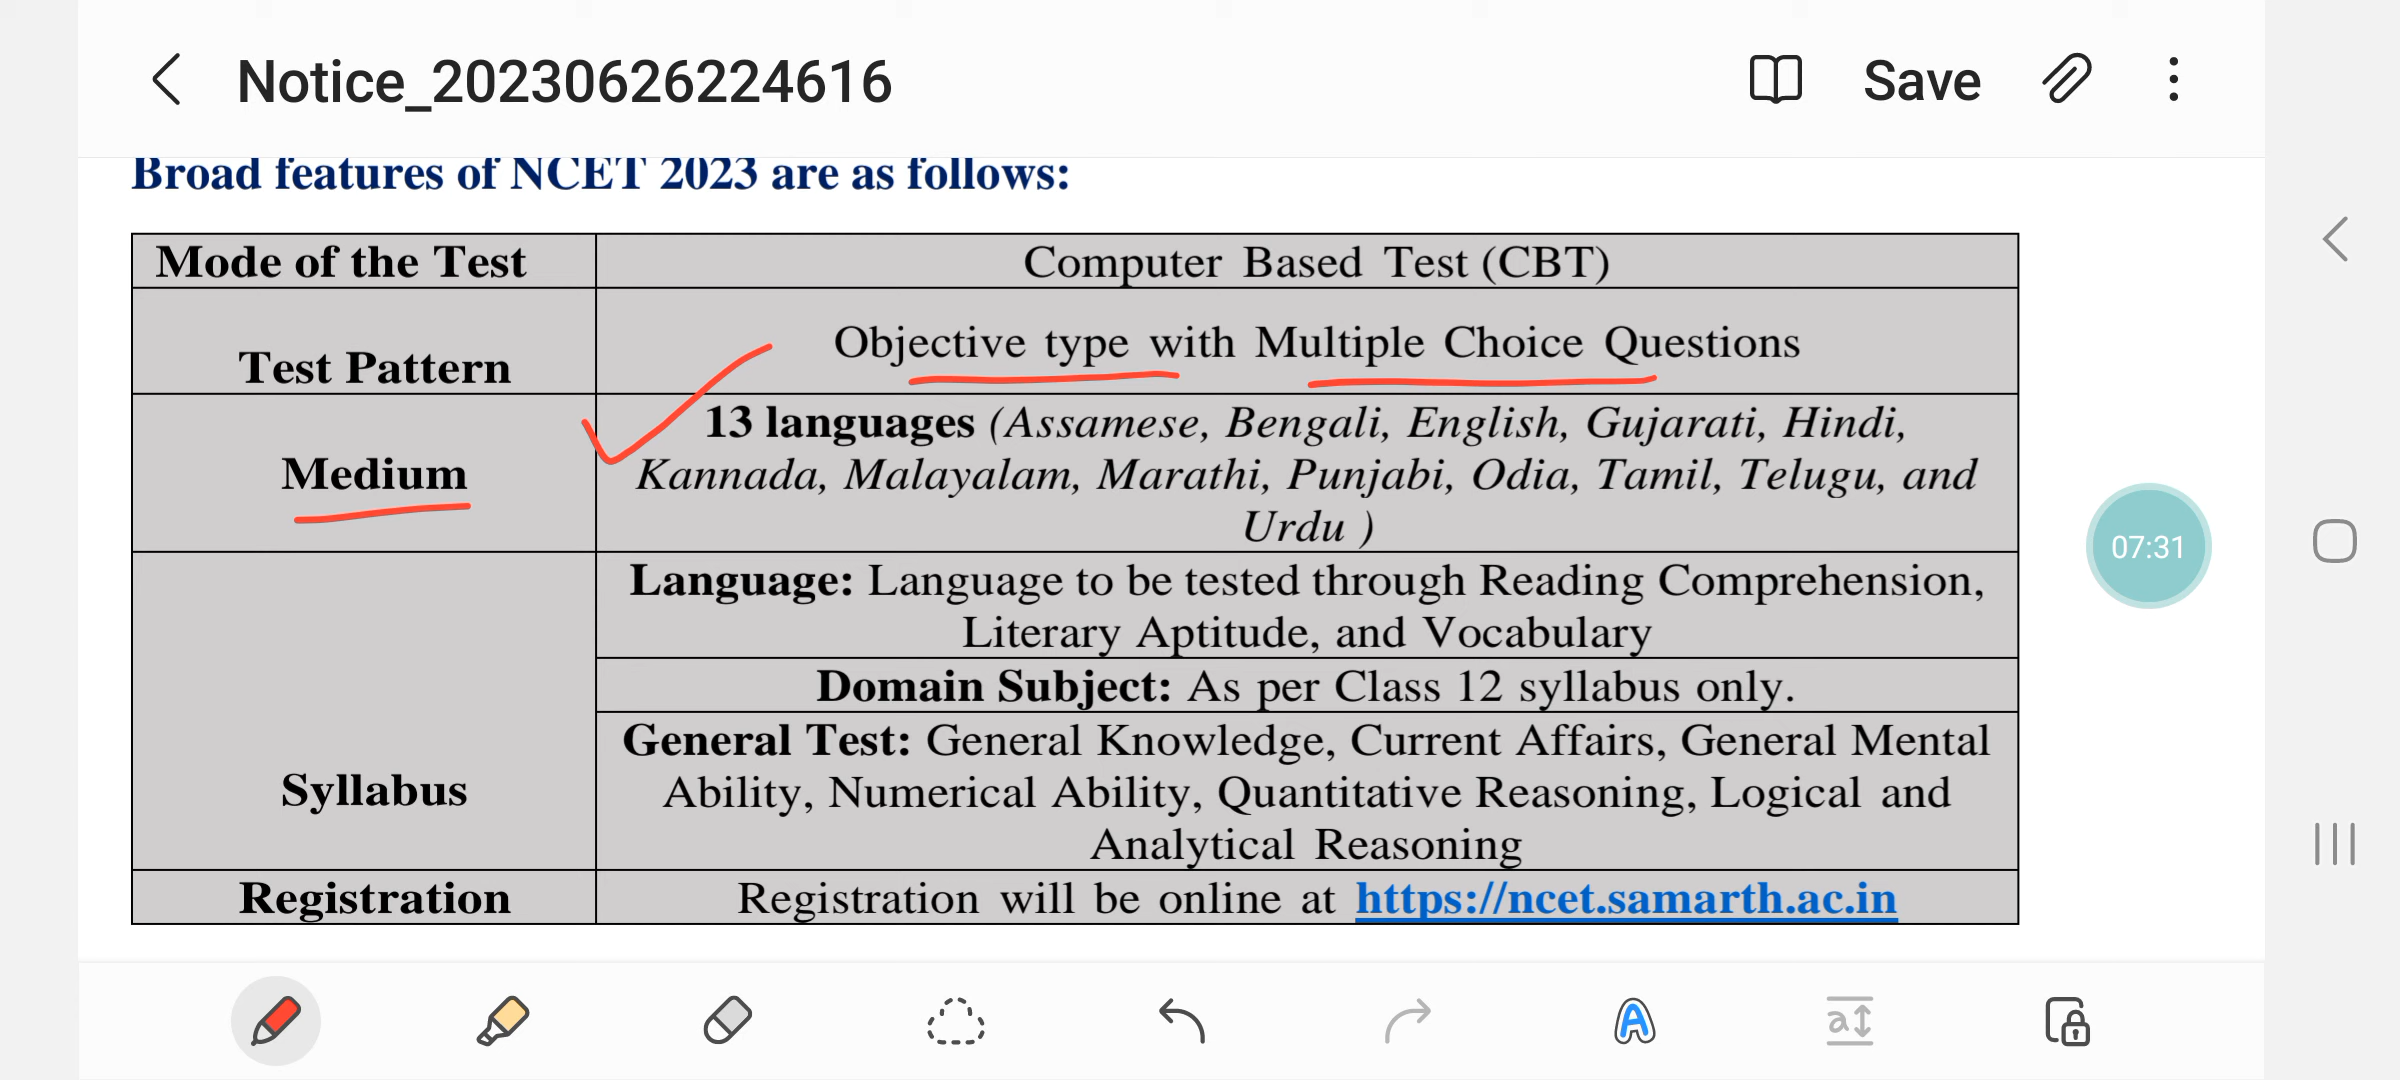 Notice_20230626224616
Save
Broad features of NCET 2023 are as follows:
Mode of the Test
Computer Based Test (CBT)
Test Pattern
Objective type with Multiple Choice Questions
Medium
13 languages (Assamese, Bengali, English, Gujarati, Hindi,
Kannada, Malayalam, Marathi, Punjabi, Odia, Tamil, Telugu, and
Urdu )
Syllabus
Language: Language to be tested through Reading Comprehension,
Literary Aptitude, and Vocabulary
Domain Subject: As per Class 12 syllabus only.
General Test: General Knowledge, Current Affairs, General Mental
Ability, Numerical Ability, Quantitative Reasoning, Logical and
Analytical Reasoning
Registration
Registration will be online at https://ncet.samarth.ac.in
07:31
A
a